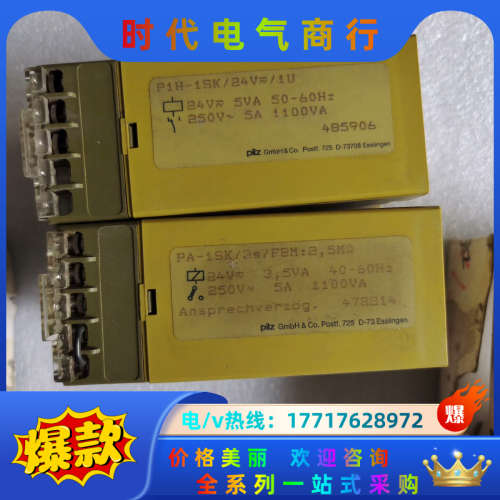 时代电气商行
P1H-1SK/24V≂/1U
24V≂ 5VA 50-60Hz
250V~ 5A 1100VA
485906
pilz GmbH&Co. Postf. 725 D-73708 Esslingen
PA-1SK/3s/FBM:2,5MΩ
24V≂ 3,5VA 40-60Hz
250V~ 5A 1100VA
Ansprechverzög. 478814
pilz GmbH & Co. Postf. 725 D-73 Esslingen
电/v热线：17717628972
爆
爆款
价格美丽 欢迎咨询
全系列一站式采购